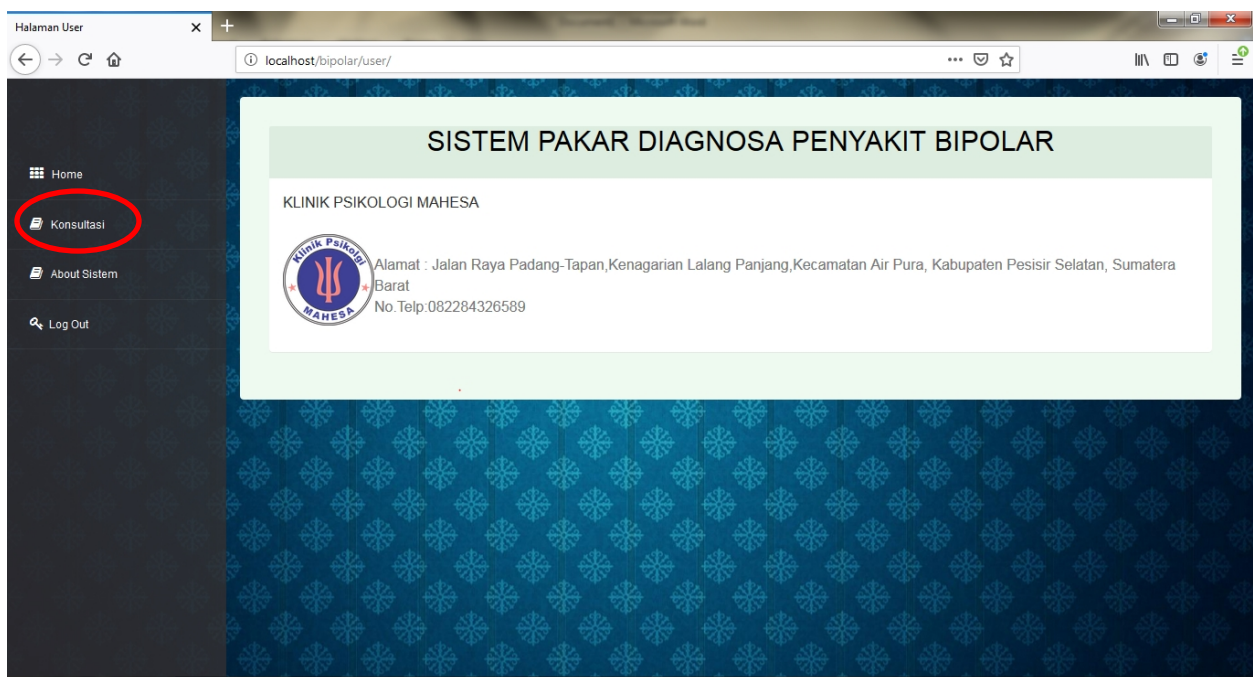 Halaman User
localhost/bipolar/user/
SISTEM PAKAR DIAGNOSA PENYAKIT BIPOLAR
Home
Konsultasi
About Sistem
Log Out
KLINIK PSIKOLOGI MAHESA
Klinik Psikolgi
MAHESA
Alamat : Jalan Raya Padang-Tapan,Kenagarian Lalang Panjang,Kecamatan Air Pura, Kabupaten Pesisir Selatan, Sumatera
Barat
No.Telp:082284326589